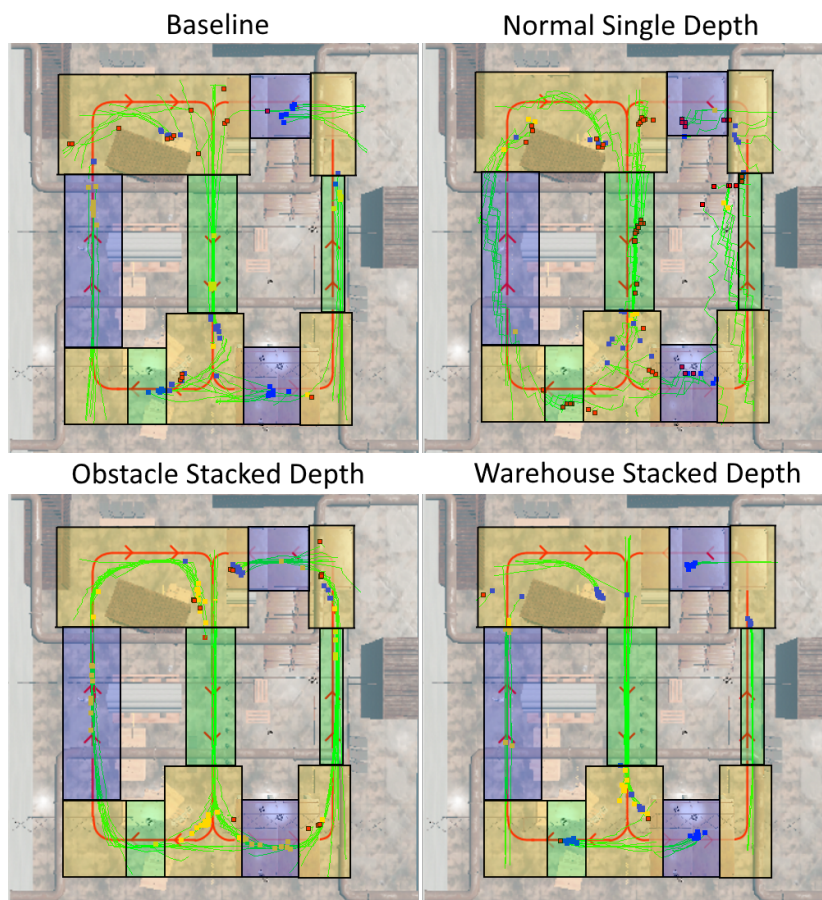 Baseline
Normal Single Depth
Obstacle Stacked Depth
Warehouse Stacked Depth